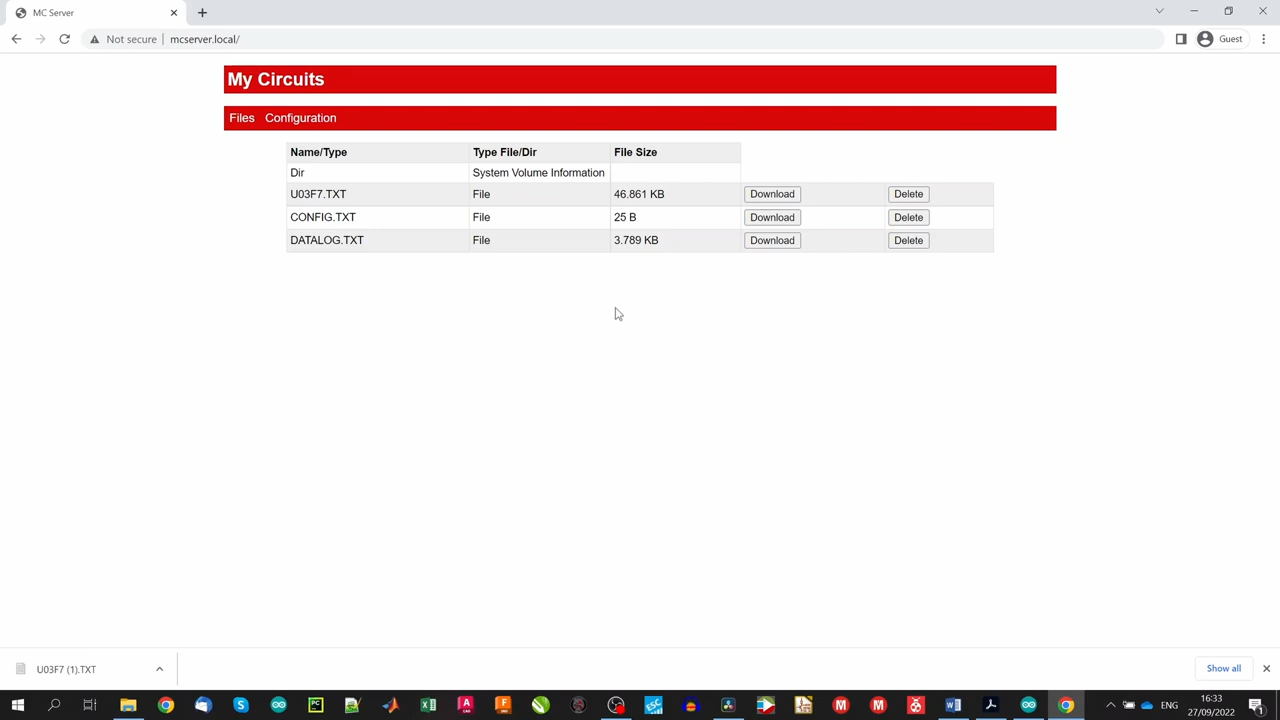 MC Server
Not secure mcserver.local/
Guest
My Circuits
Files Configuration
Name/Type Type File/Dir File Size
Dir System Volume Information
U03F7.TXT File 46.861 KB Download Delete
CONFIG.TXT File 25 B Download Delete
DATALOG.TXT File 3.789 KB Download Delete
U03F7 (1).TXT
Show all
ENG
16:33
27/09/2022